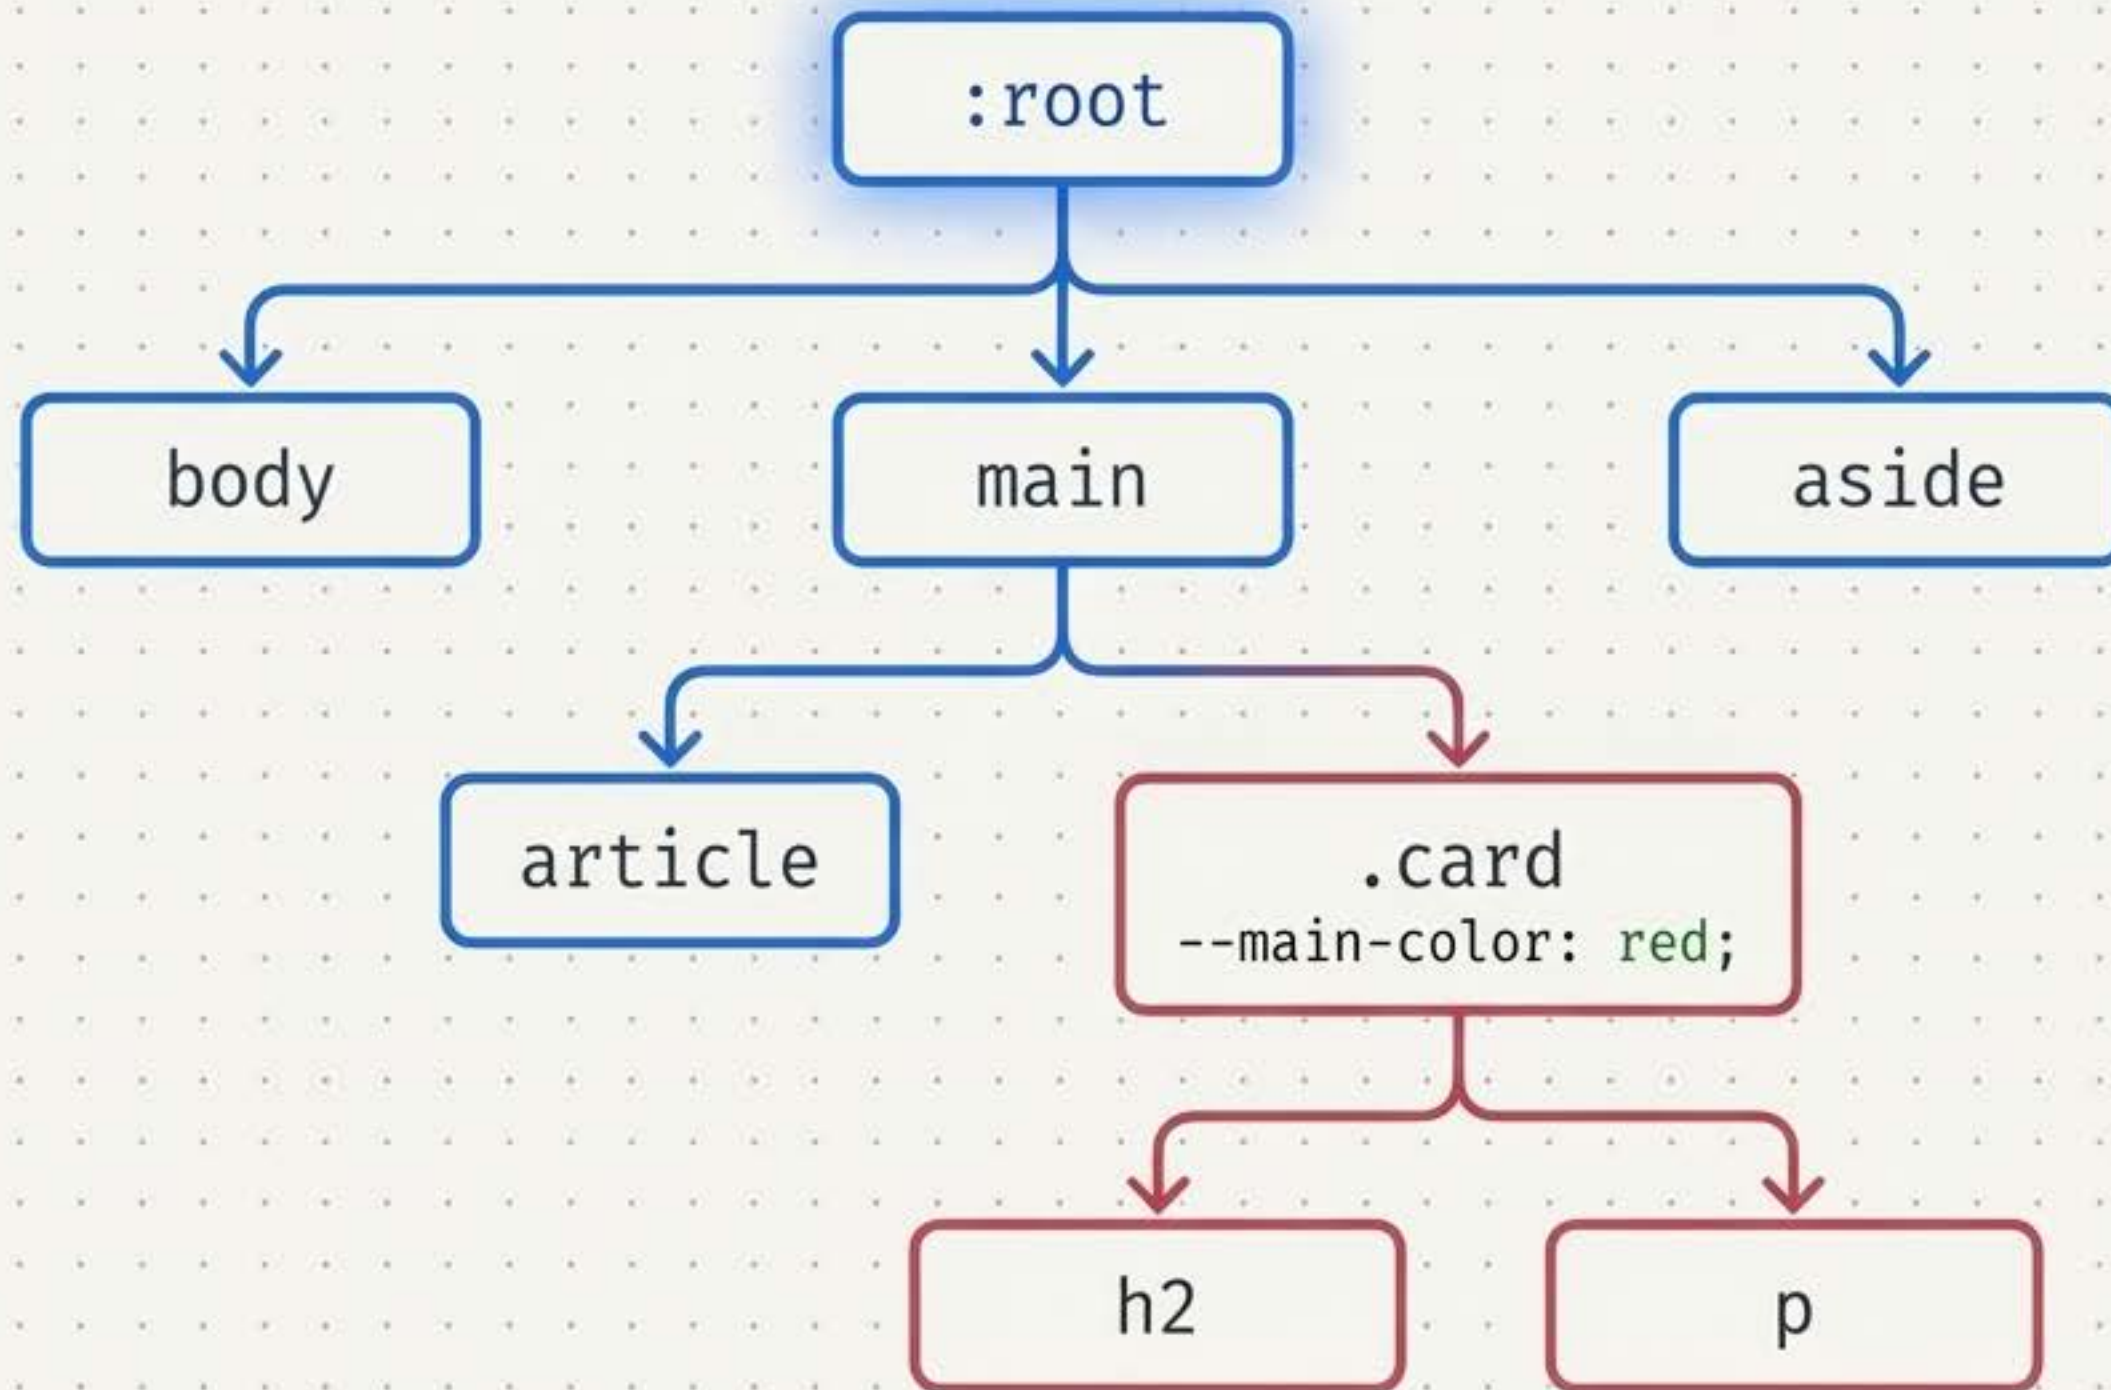 :root
body
main
aside
article
.card
--main-color: red;
h2
p